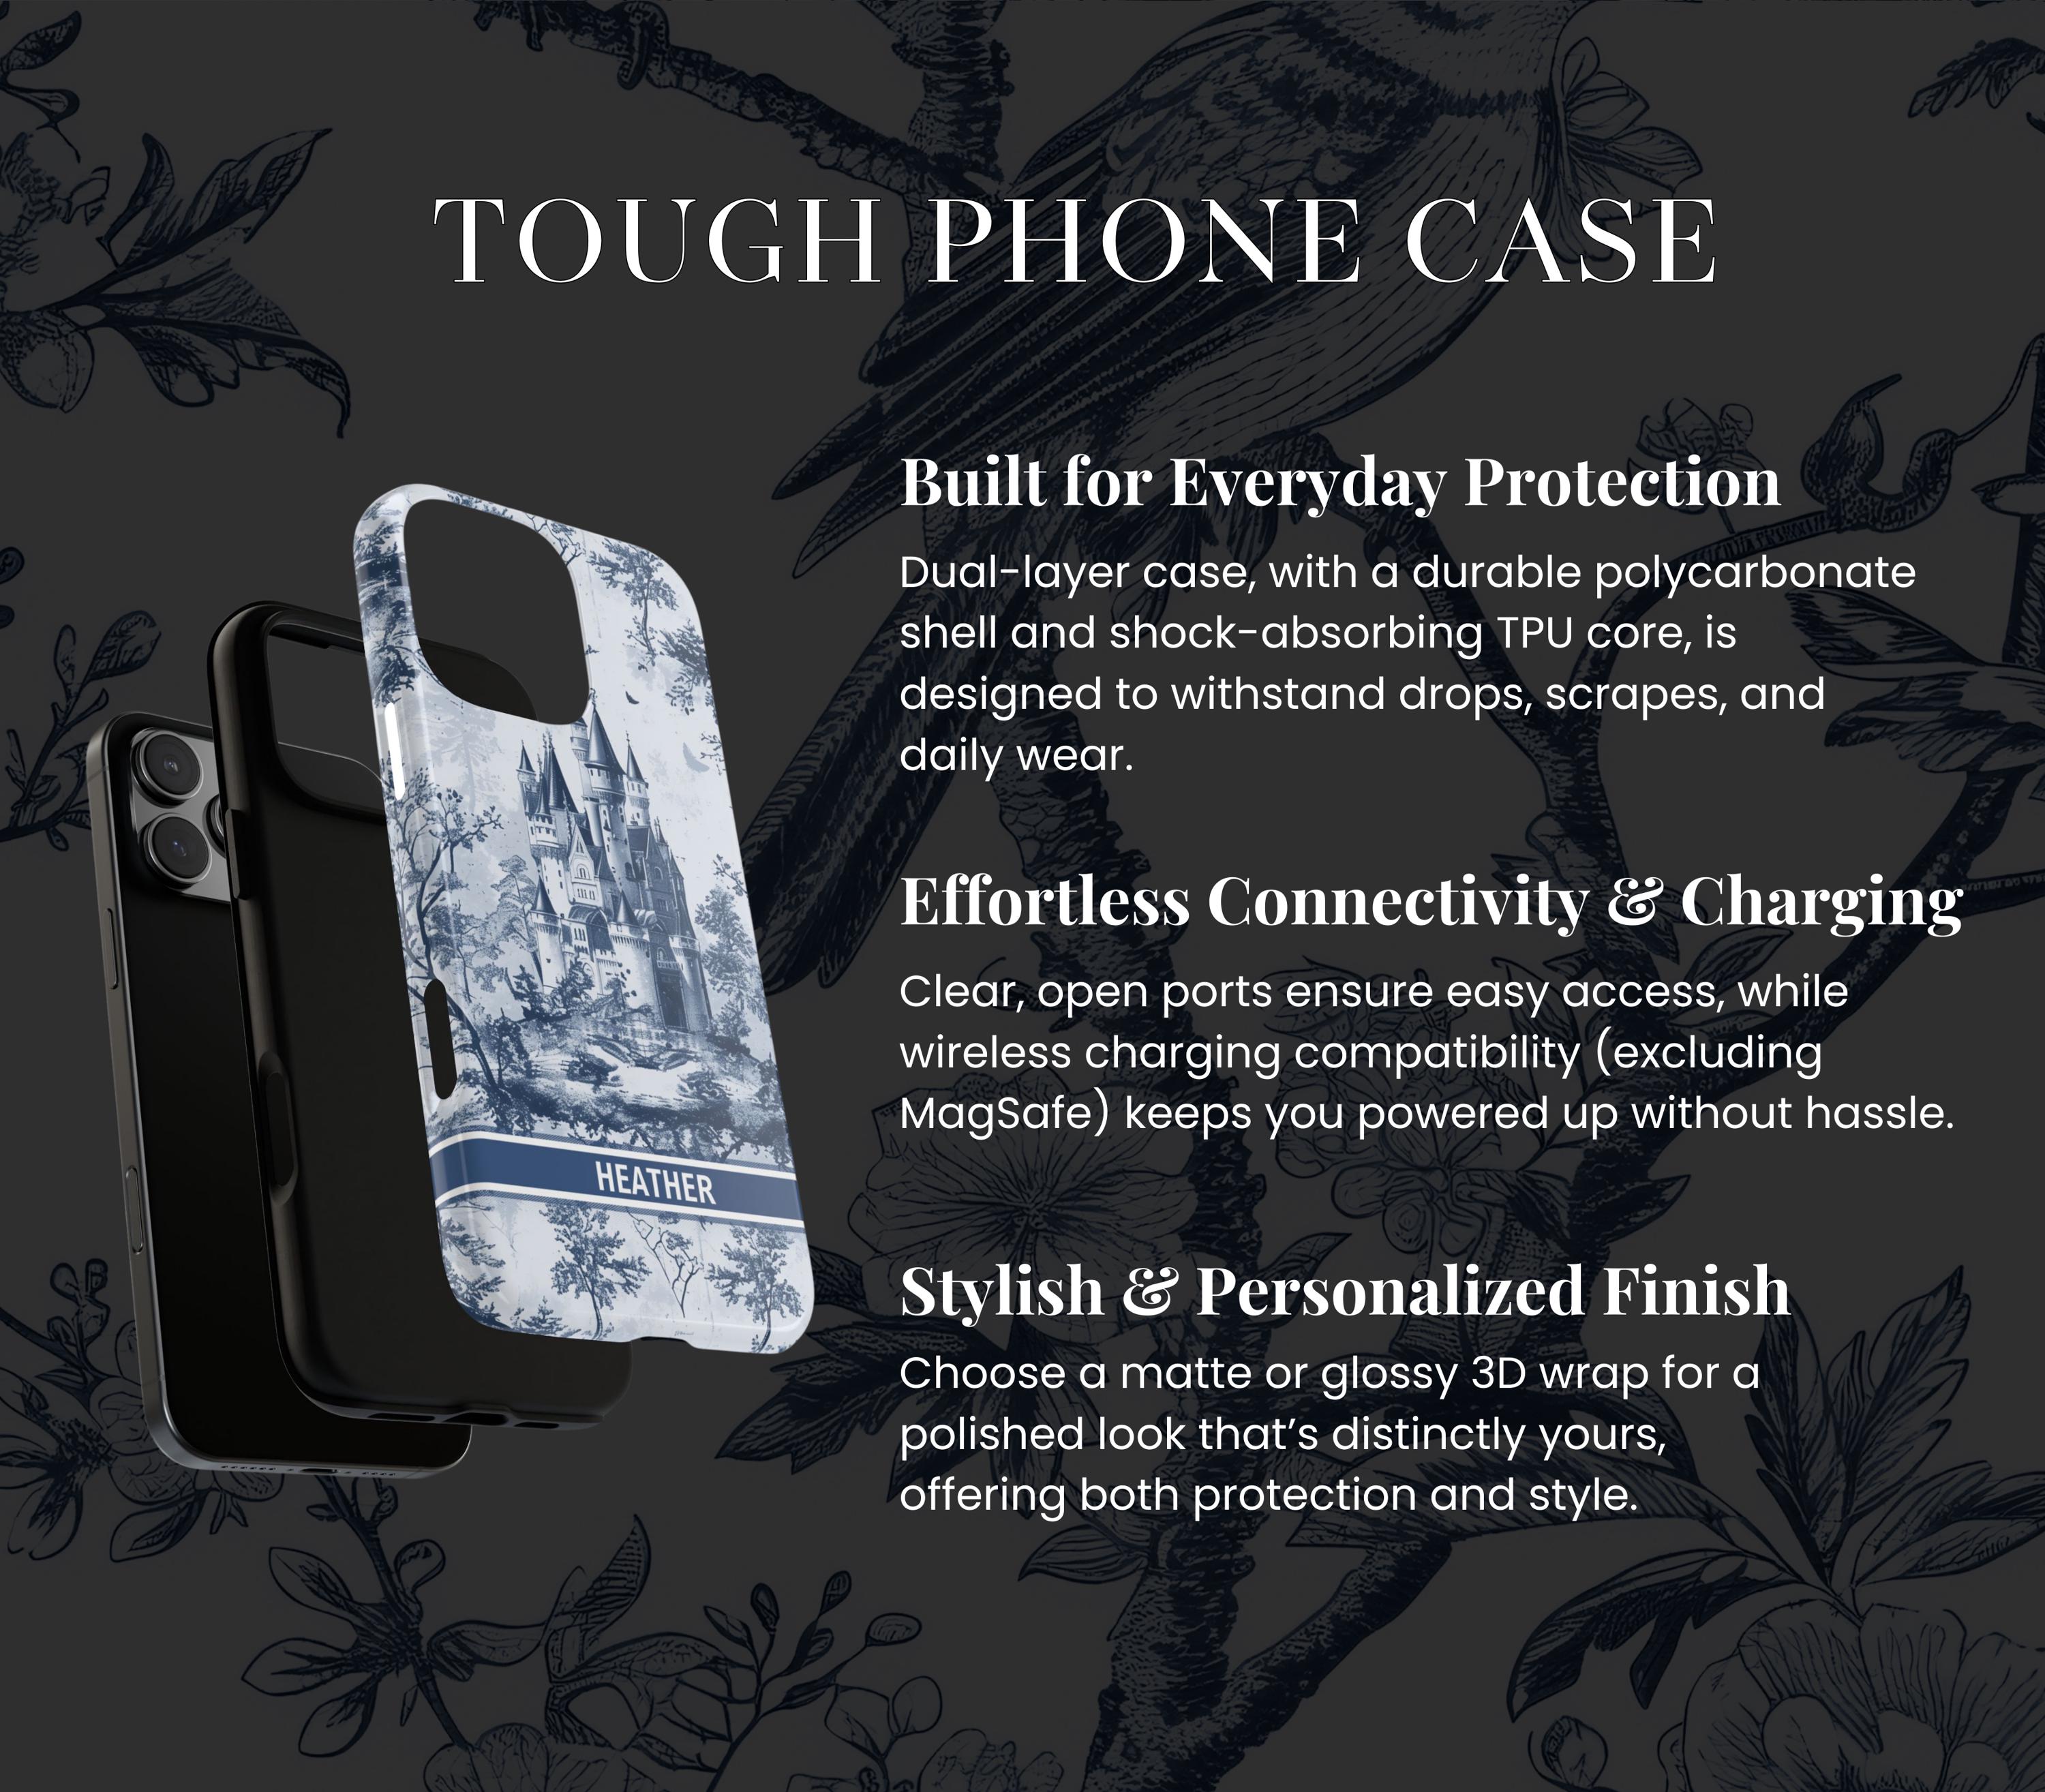 TOUGH PHONE CASE
Built for Everyday Protection
Dual-layer case, with a durable polycarbonate
shell and shock-absorbing TPU core, is
designed to withstand drops, scrapes, and
daily wear.
Effortless Connectivity & Charging
Clear, open ports ensure easy access, while
wireless charging compatibility (excluding
MagSafe) keeps you powered up without hassle.
HEATHER
Stylish & Personalized Finish
Choose a matte or glossy 3D wrap for a
polished look that’s distinctly yours,
offering both protection and style.